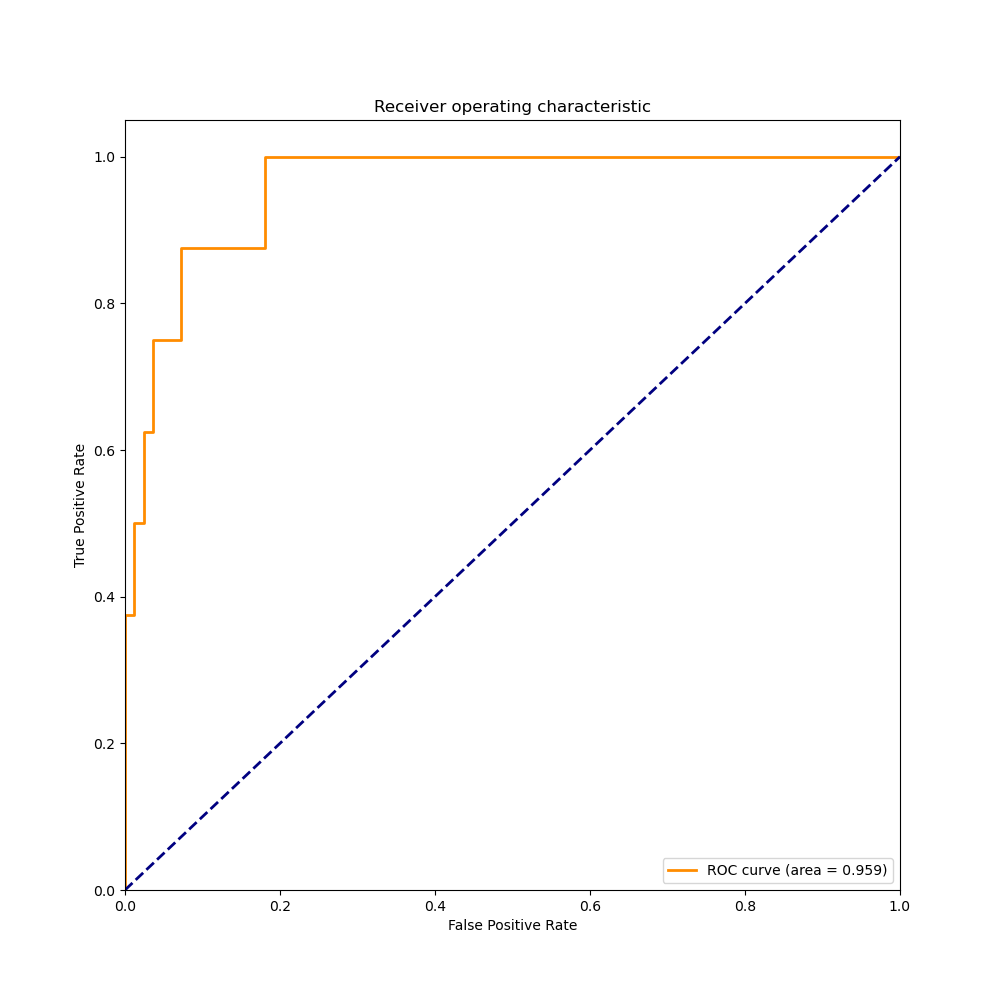 Receiver operating characteristic
1.0
0.8
0.6
0.4
0.2
0.0
True Positive Rate
0.0 0.2 0.4 0.6 0.8 1.0
False Positive Rate
ROC curve (area = 0.959)